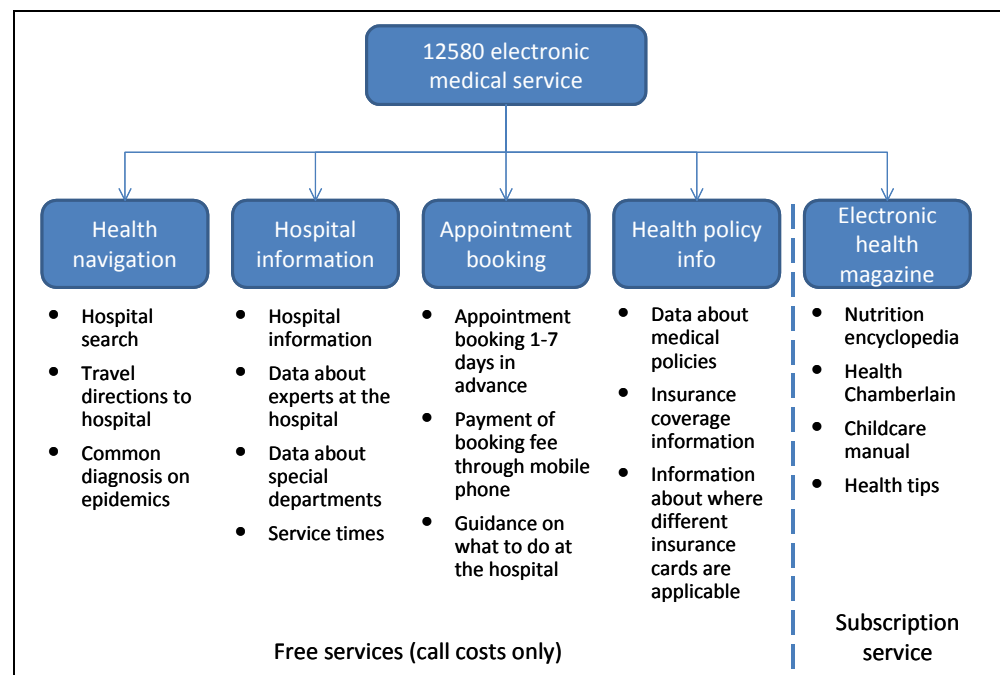 12580 electronic
medical service
Health
navigation
Hospital
information
Appointment
booking
Health policy
info
Electronic
health
magazine
• Hospital
search
• Travel
directions to
hospital
• Common
diagnosis on
epidemics
• Hospital
information
• Data about
experts at the
hospital
• Data about
special
departments
• Service times
• Appointment
booking 1-7
days in
advance
• Payment of
booking fee
through mobile
phone
• Guidance on
what to do at
the hospital
• Data about
medical
policies
• Insurance
coverage
information
• Information
about where
different
insurance
cards are
applicable
• Nutrition
encyclopedia
• Health
Chamberlain
• Childcare
manual
• Health tips
Free services (call costs only)
Subscription
service